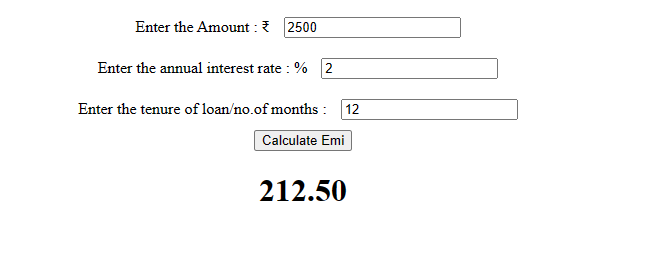 Enter the Amount : ₹ 2500
Enter the annual interest rate : % 2
Enter the tenure of loan/no.of months : 12
Calculate Emi
212.50